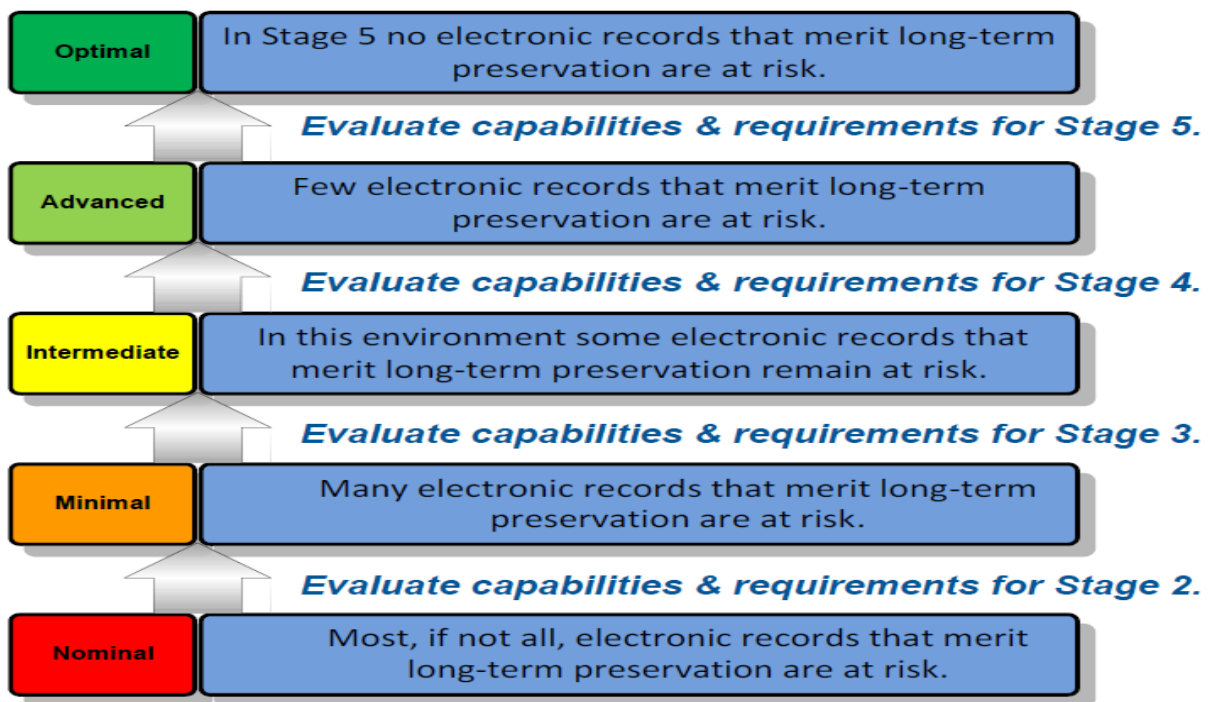 Optimal
In Stage 5 no electronic records that merit long-term
preservation are at risk.
Evaluate capabilities & requirements for Stage 5.
Advanced
Few electronic records that merit long-term
preservation are at risk.
Evaluate capabilities & requirements for Stage 4.
Intermediate
In this environment some electronic records that
merit long-term preservation remain at risk.
Evaluate capabilities & requirements for Stage 3.
Minimal
Many electronic records that merit long-term
preservation are at risk.
Evaluate capabilities & requirements for Stage 2.
Nominal
Most, if not all, electronic records that merit
long-term preservation are at risk.